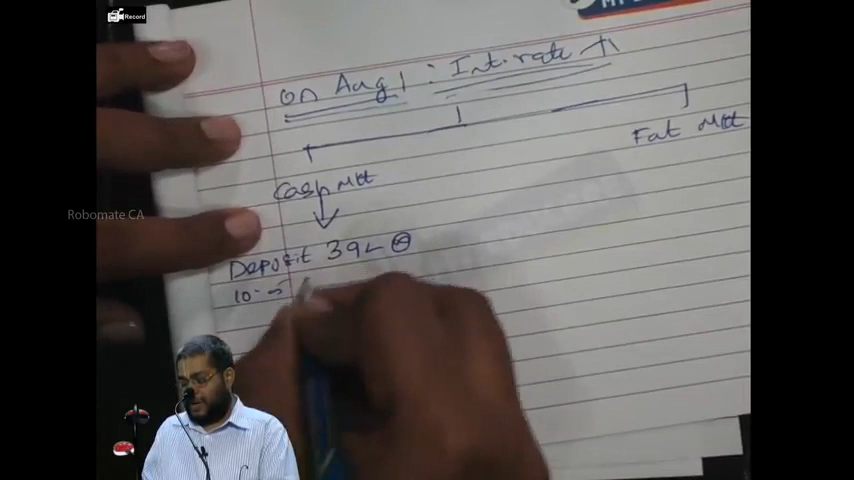 Record
on Aug 1 : Int. rate ↑
Cash Mkt
Fut Mkt
Robomate CA
Deposit 39L @